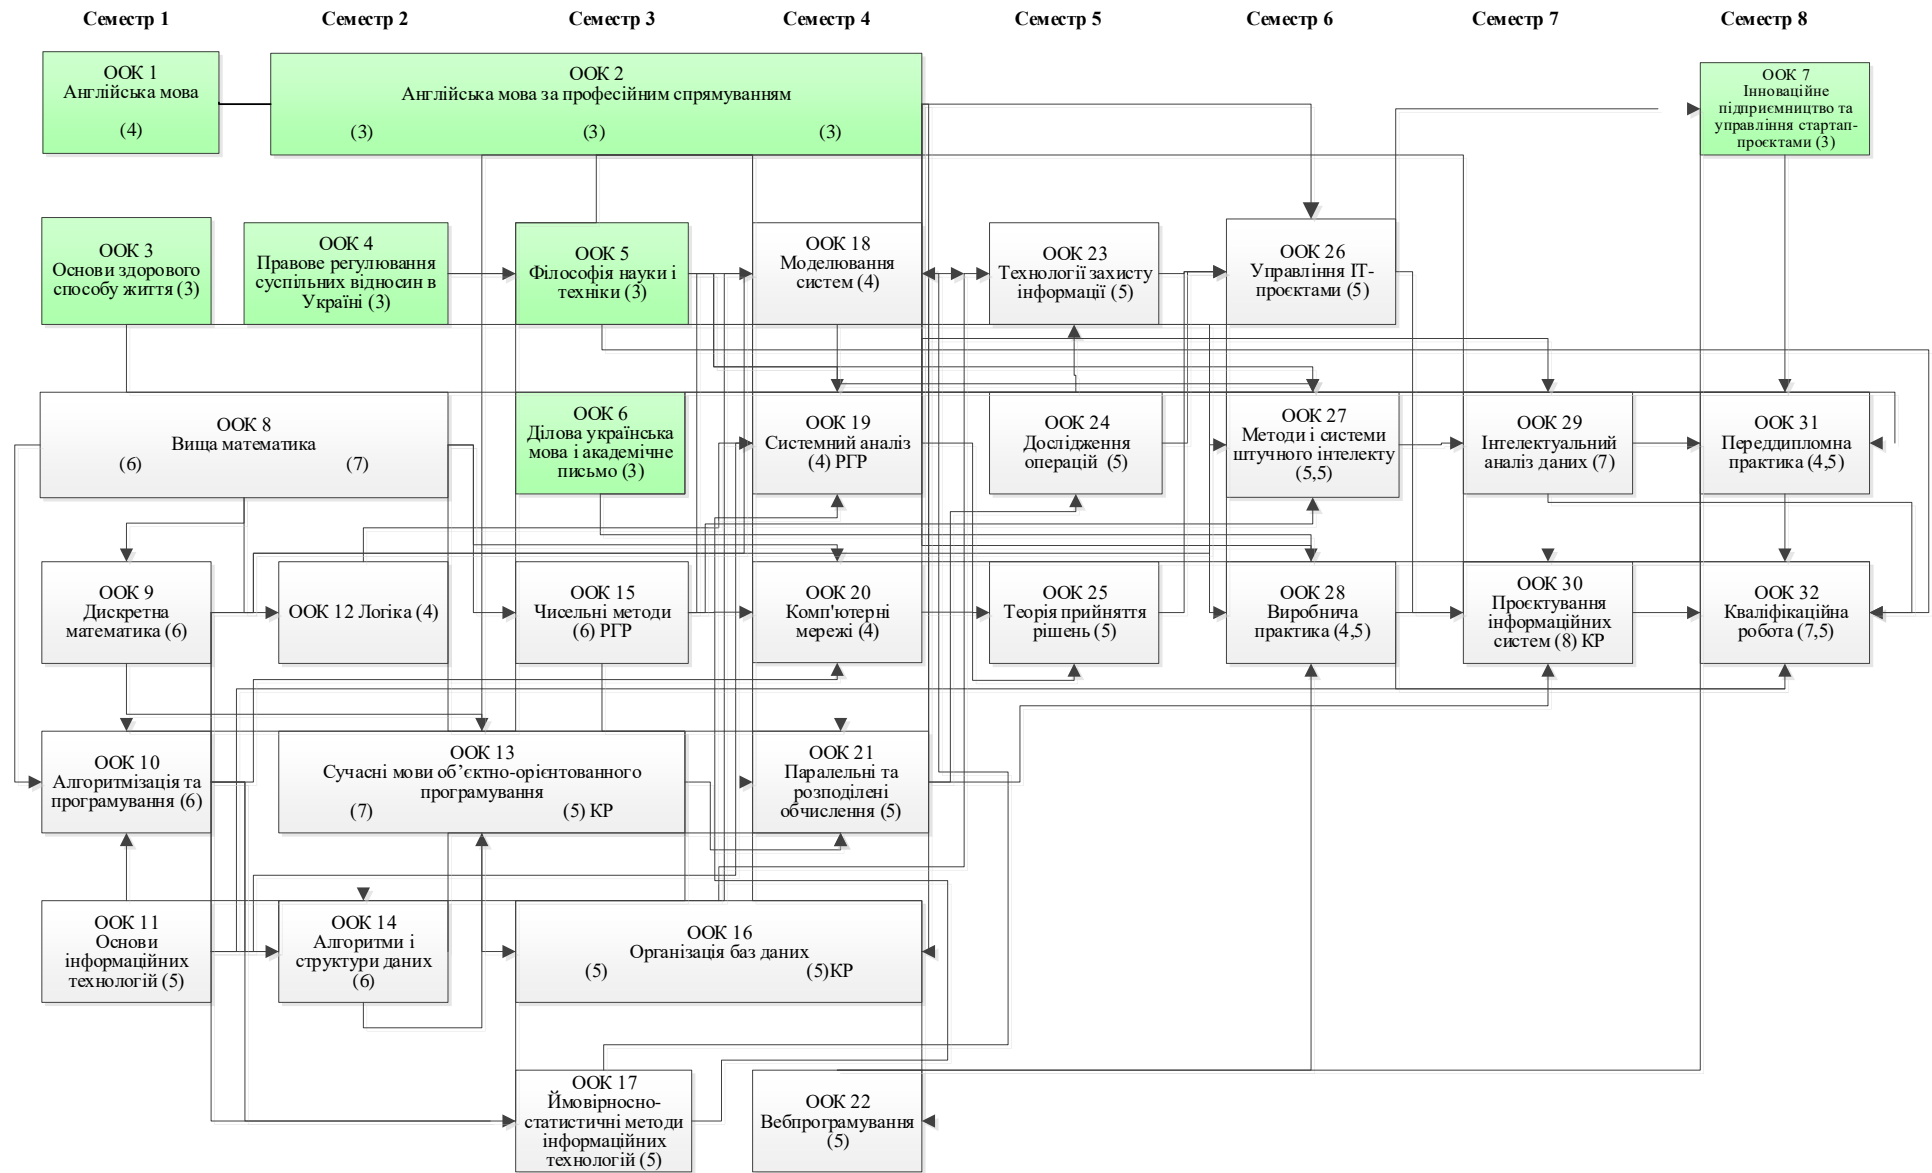 Семестр 1 Семестр 2 Семестр 3 Семестр 4 Семестр 5 Семестр 6 Семестр 7 Семестр 8
ООК 1
Англійська мова
(4)
ООК 2
Англійська мова за професійним спрямуванням
(3) (3) (3)
ООК 7
Інноваційне
підприємництво та
управління стартап-
проєктами (3)
ООК 3
Основи здорового
способу життя (3)
ООК 4
Правове регулювання
суспільних відносин в
Україні (3)
ООК 5
Філософія науки і
техніки (3)
ООК 18
Моделювання
систем (4)
ООК 23
Технології захисту
інформації (5)
ООК 26
Управління ІТ-
проєктами (5)
ООК 8
Вища математика
(6) (7)
ООК 6
Ділова українська
мова і академічне
письмо (3)
ООК 19
Системний аналіз
(4) РГР
ООК 24
Дослідження
операцій (5)
ООК 27
Методи і системи
штучного інтелекту
(5,5)
ООК 29
Інтелектуальний
аналіз даних (7)
ООК 31
Переддипломна
практика (4,5)
ООК 9
Дискретна
математика (6)
ООК 12 Логіка (4)
ООК 15
Чисельні методи
(6) РГР
ООК 20
Комп'ютерні
мережі (4)
ООК 25
Теорія прийняття
рішень (5)
ООК 28
Виробнича
практика (4,5)
ООК 30
Проєктування
інформаційних
систем (8) КР
ООК 32
Кваліфікаційна
робота (7,5)
ООК 10
Алгоритмізація та
програмування (6)
ООК 13
Сучасні мови об’єктно-орієнтованного
програмування
(7) (5) КР
ООК 21
Паралельні та
розподілені
обчислення (5)
ООК 11
Основи
інформаційних
технологій (5)
ООК 14
Алгоритми і
структури даних
(6)
ООК 16
Організація баз даних
(5) (5)КР
ООК 17
Ймовірносно-
статистичні методи
інформаційних
технологій (5)
ООК 22
Вебпрограмування
(5)